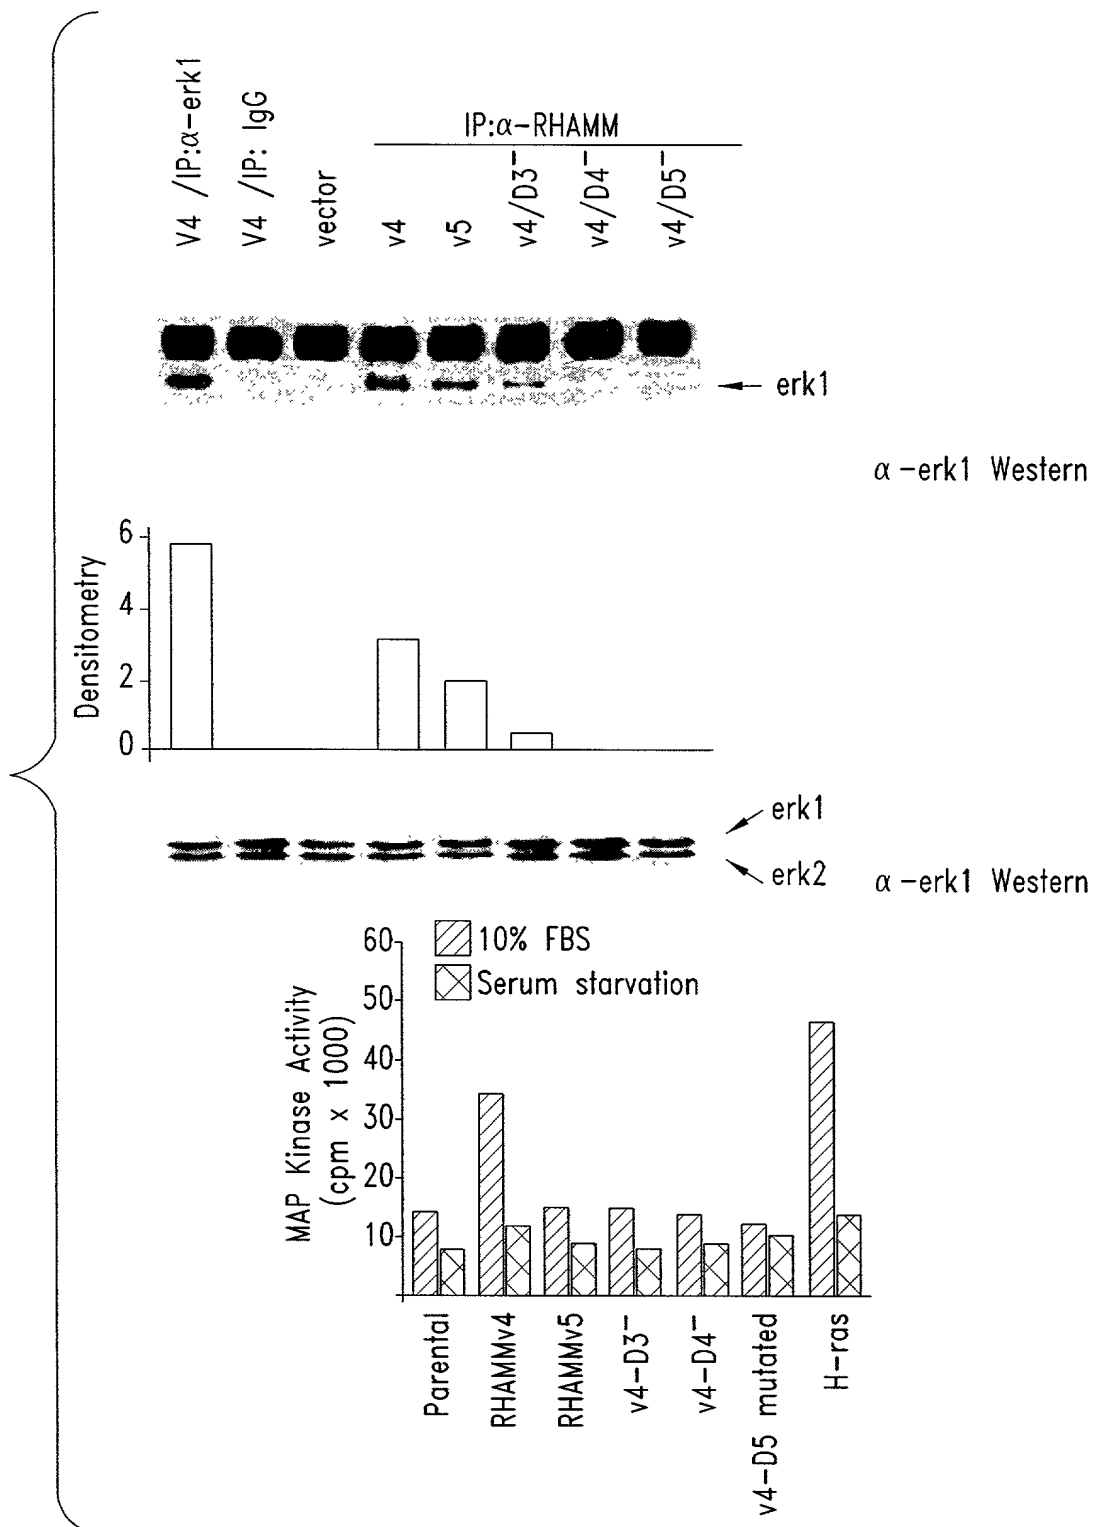 V4 /IP:α-erk1
V4 /IP: IgG
vector
IP:α-RHAMM
v4
v5
v4/D3⁻
v4/D4⁻
v4/D5⁻
erk1
α-erk1 Western
Densitometry
6
4
2
0
erk1
erk2
α-erk1 Western
MAP Kinase Activity
(cpm x 1000)
60
50
40
30
20
10
10% FBS
Serum starvation
Parental
RHAMMv4
RHAMMv5
v4-D3⁻
v4-D4⁻
v4-D5 mutated
H-ras